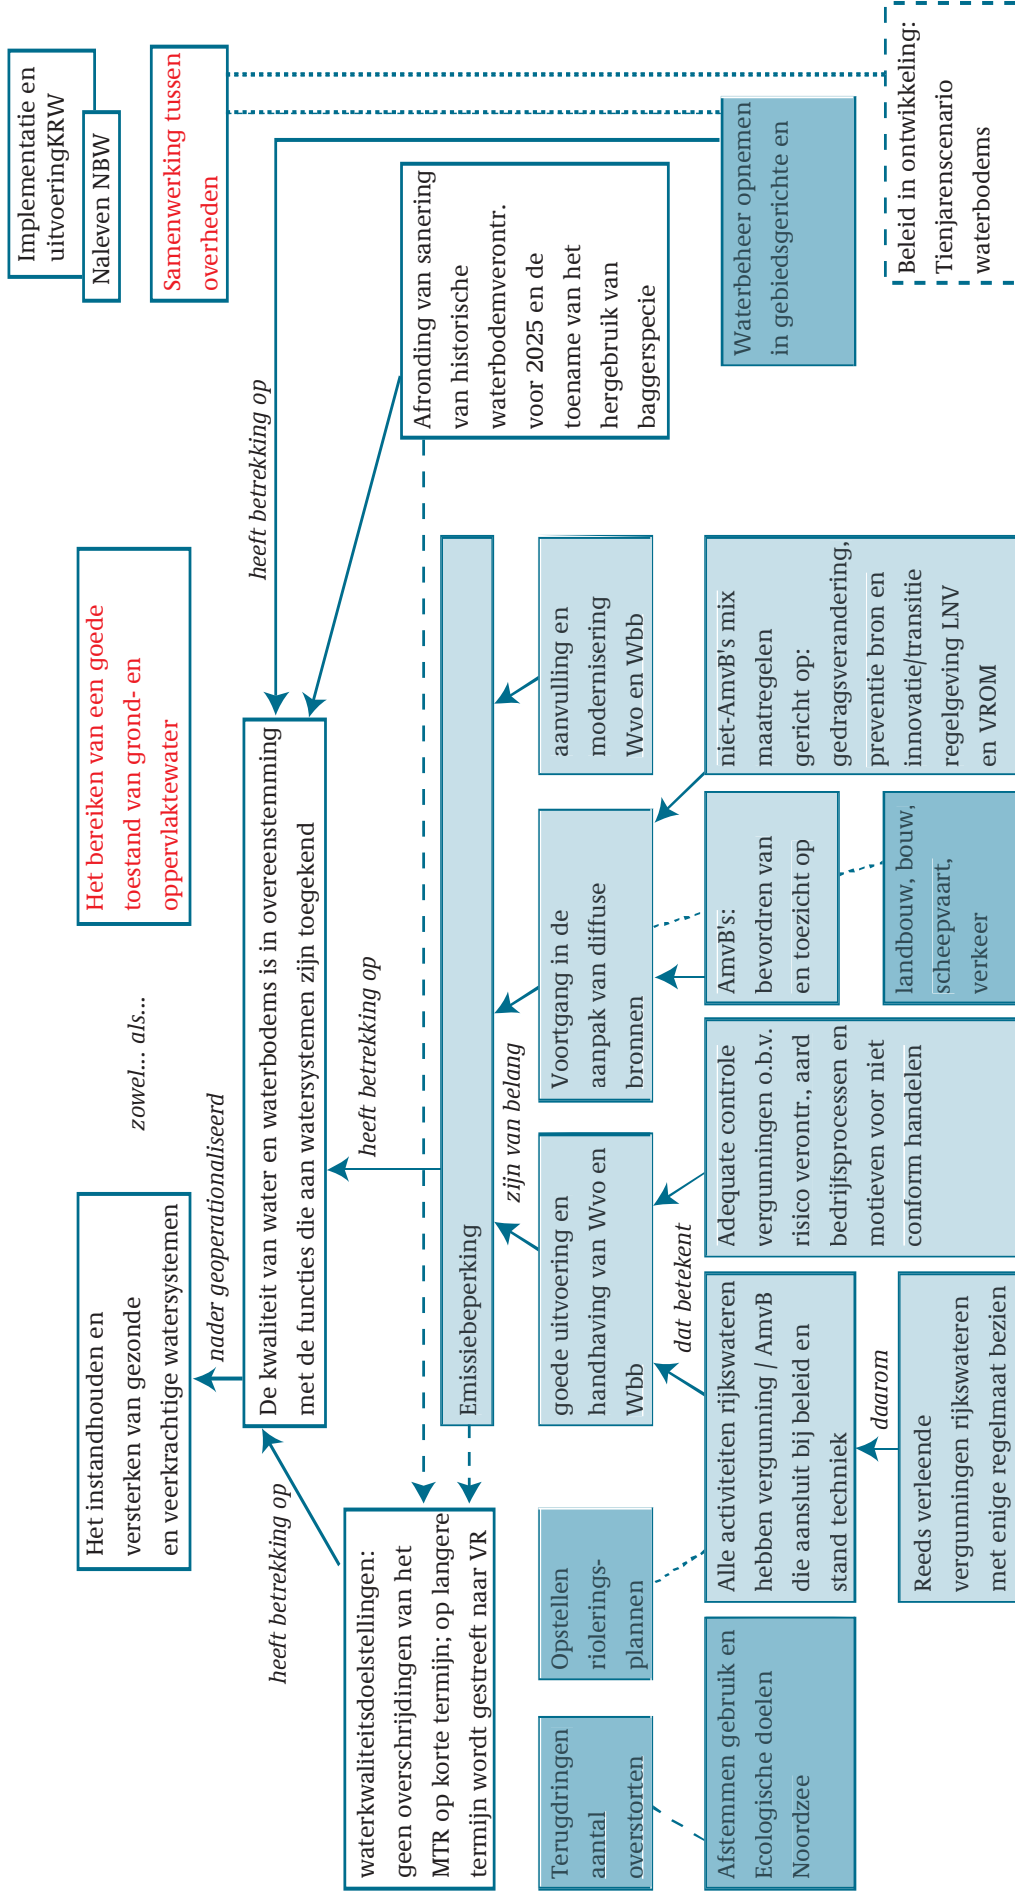 Het instandhouden en
versterken van gezonde
en veerkrachtige watersystemen
zowel... als...
Het bereiken van een goede
toestand van grond- en
oppervlaktewater
Implementatie en
uitvoeringKRW
Naleven NBW
Samenwerking tussen
overheden
nader geoperationaliseerd
De kwaliteit van water en waterbodems is in overeenstemming
met de functies die aan watersystemen zijn toegekend
heeft betrekking op
heeft betrekking op
heeft betrekking op
waterkwaliteitsdoelstellingen:
geen overschrijdingen van het
MTR op korte termijn; op langere
termijn wordt gestreeft naar VR
Afronding van sanering
van historische
waterbodemverontr.
voor 2025 en de
toename van het
hergebruik van
baggerspecie
Emissiebeperking
zijn van belang
Terugdringen
aantal
overstorten
Opstellen
riolerings-
plannen
goede uitvoering en
handhaving van Wvo en
Wbb
Voortgang in de
aanpak van diffuse
bronnen
aanvulling en
modernisering
Wvo en Wbb
Waterbeheer opnemen
in gebiedsgerichte en
dat betekent
Afstemmen gebruik en
Ecologische doelen
Noordzee
Alle activiteiten rijkswateren
hebben vergunning / AmvB
die aansluit bij beleid en
stand techniek
Adequate controle
vergunningen o.b.v.
risico verontr., aard
bedrijfsprocessen en
motieven voor niet
conform handelen
AmvB's:
bevordren van
en toezicht op
niet-AmvB's mix
maatregelen
gericht op:
gedragsverandering,
preventie bron en
innovatie/transitie
regelgeving LNV
en VROM
daarom
Reeds verleende
vergunningen rijkswateren
met enige regelmaat bezien
landbouw, bouw,
scheepvaart,
verkeer
Beleid in ontwikkeling:
Tienjarenscenario
waterbodems